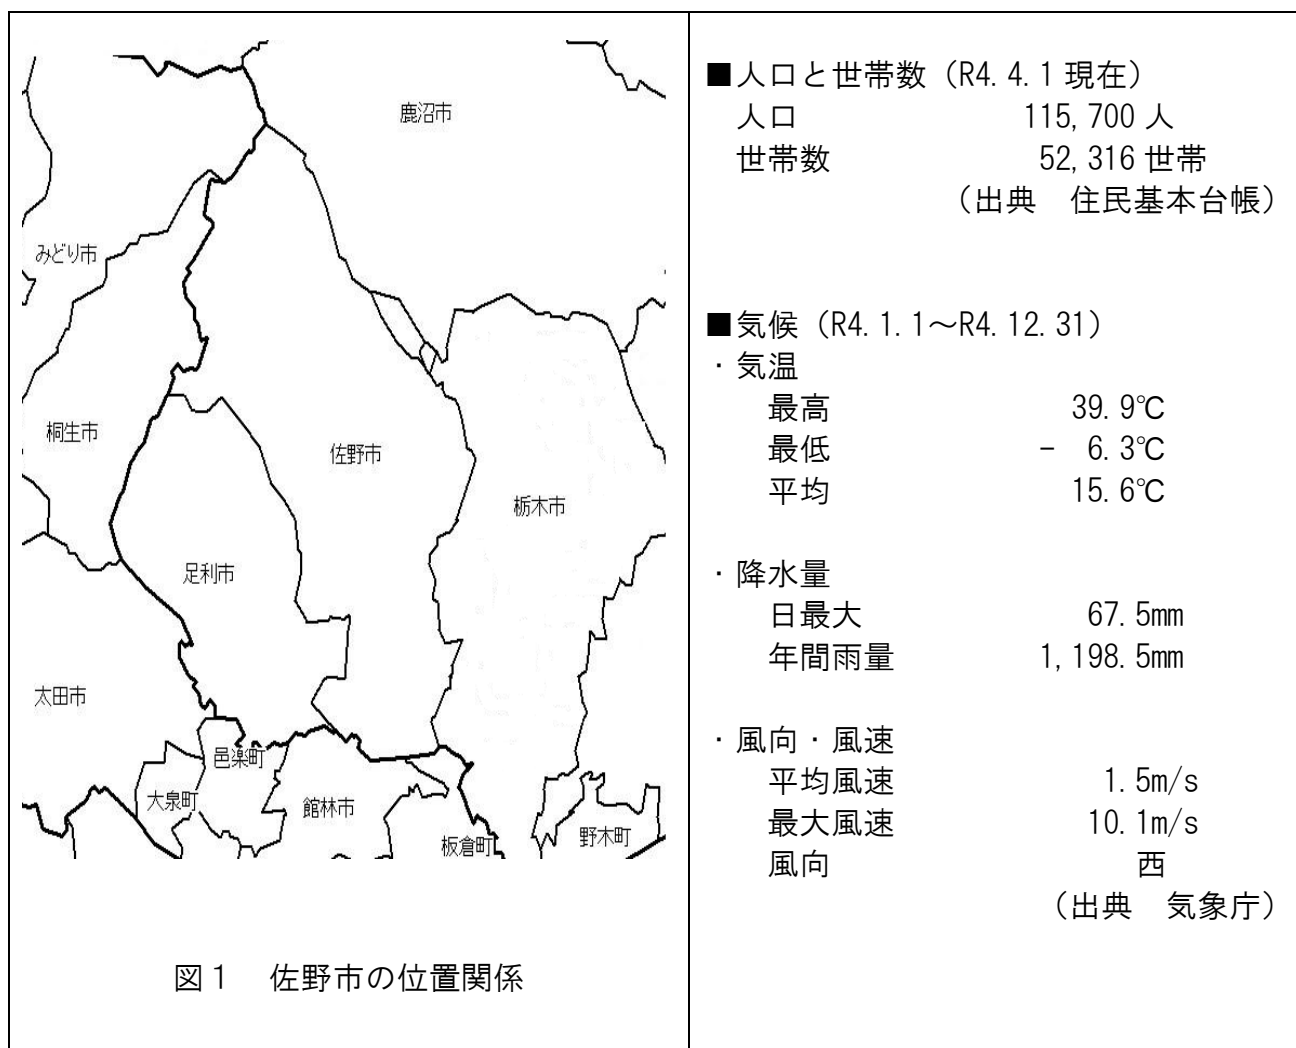 鹿沼市
みどり市
桐生市
佐野市
栃木市
足利市
太田市
邑楽町
大泉町
館林市
板倉町
野木町
図1　佐野市の位置関係
■人口と世帯数（R4.4.1現在）
人口　115,700人
世帯数　52,316世帯
（出典　住民基本台帳）
■気候（R4.1.1～R4.12.31）
・気温
最高　39.9℃
最低　－ 6.3℃
平均　15.6℃
・降水量
日最大　67.5mm
年間雨量　1,198.5mm
・風向・風速
平均風速　1.5m/s
最大風速　10.1m/s
風向　西
（出典　気象庁）